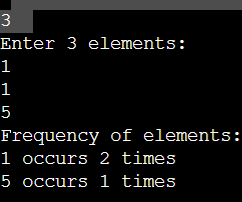 3
Enter 3 elements:
1
1
5
Frequency of elements:
1 occurs 2 times
5 occurs 1 times